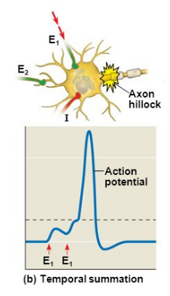 E1
E2
Axon
hillock
I
Action
potential
E1 E1
(b) Temporal summation